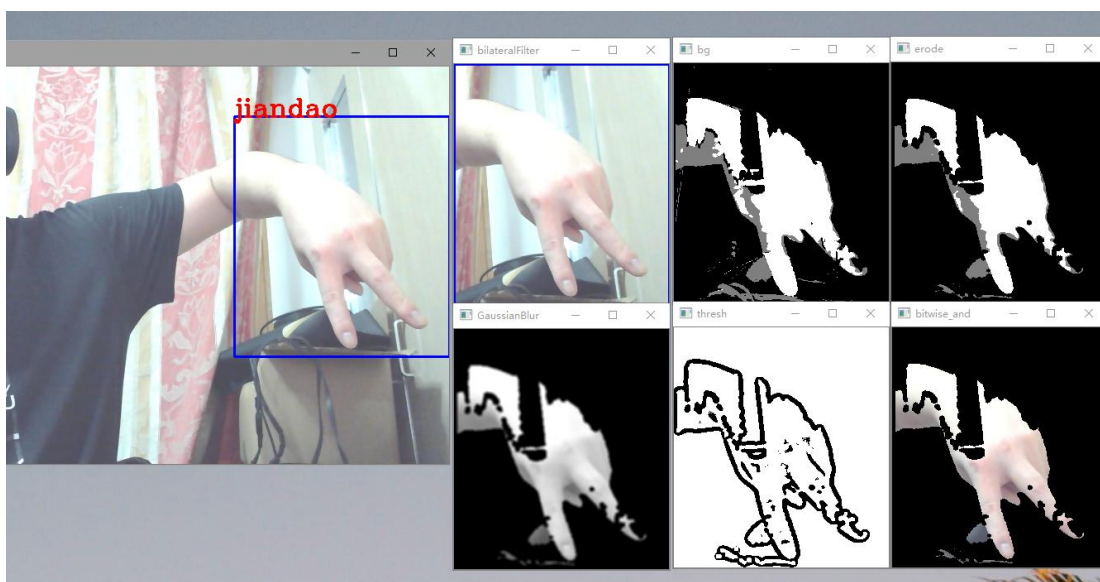 jiandao
bilateralFilter
bg
erode
GaussianBlur
thresh
bitwise_and